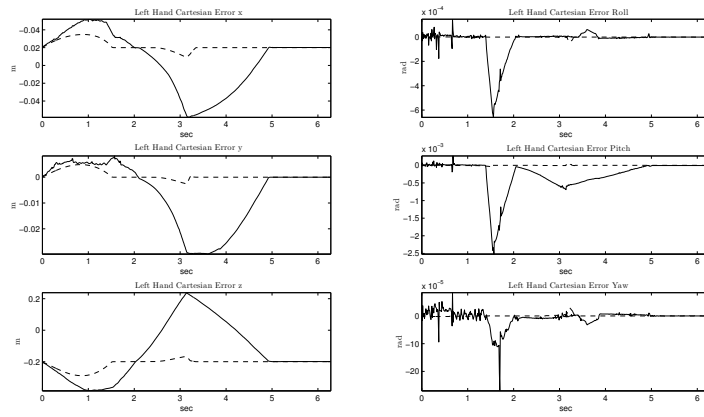 Left Hand Cartesian Error x
−0.04
0.02
0
−0.02
−0.04
m
0 1 2 3 4 5 6
sec
Left Hand Cartesian Error y
0
−0.01
−0.02
m
0 1 2 3 4 5 6
sec
Left Hand Cartesian Error z
0.2
0
−0.2
m
0 1 2 3 4 5 6
sec
x 10⁻⁴ Left Hand Cartesian Error Roll
0
−2
−4
−6
rad
0 1 2 3 4 5 6
sec
x 10⁻³ Left Hand Cartesian Error Pitch
0
−0.5
−1
−1.5
−2
−2.5
rad
0 1 2 3 4 5 6
sec
x 10⁻⁵ Left Hand Cartesian Error Yaw
0
−10
−20
rad
0 1 2 3 4 5 6
sec